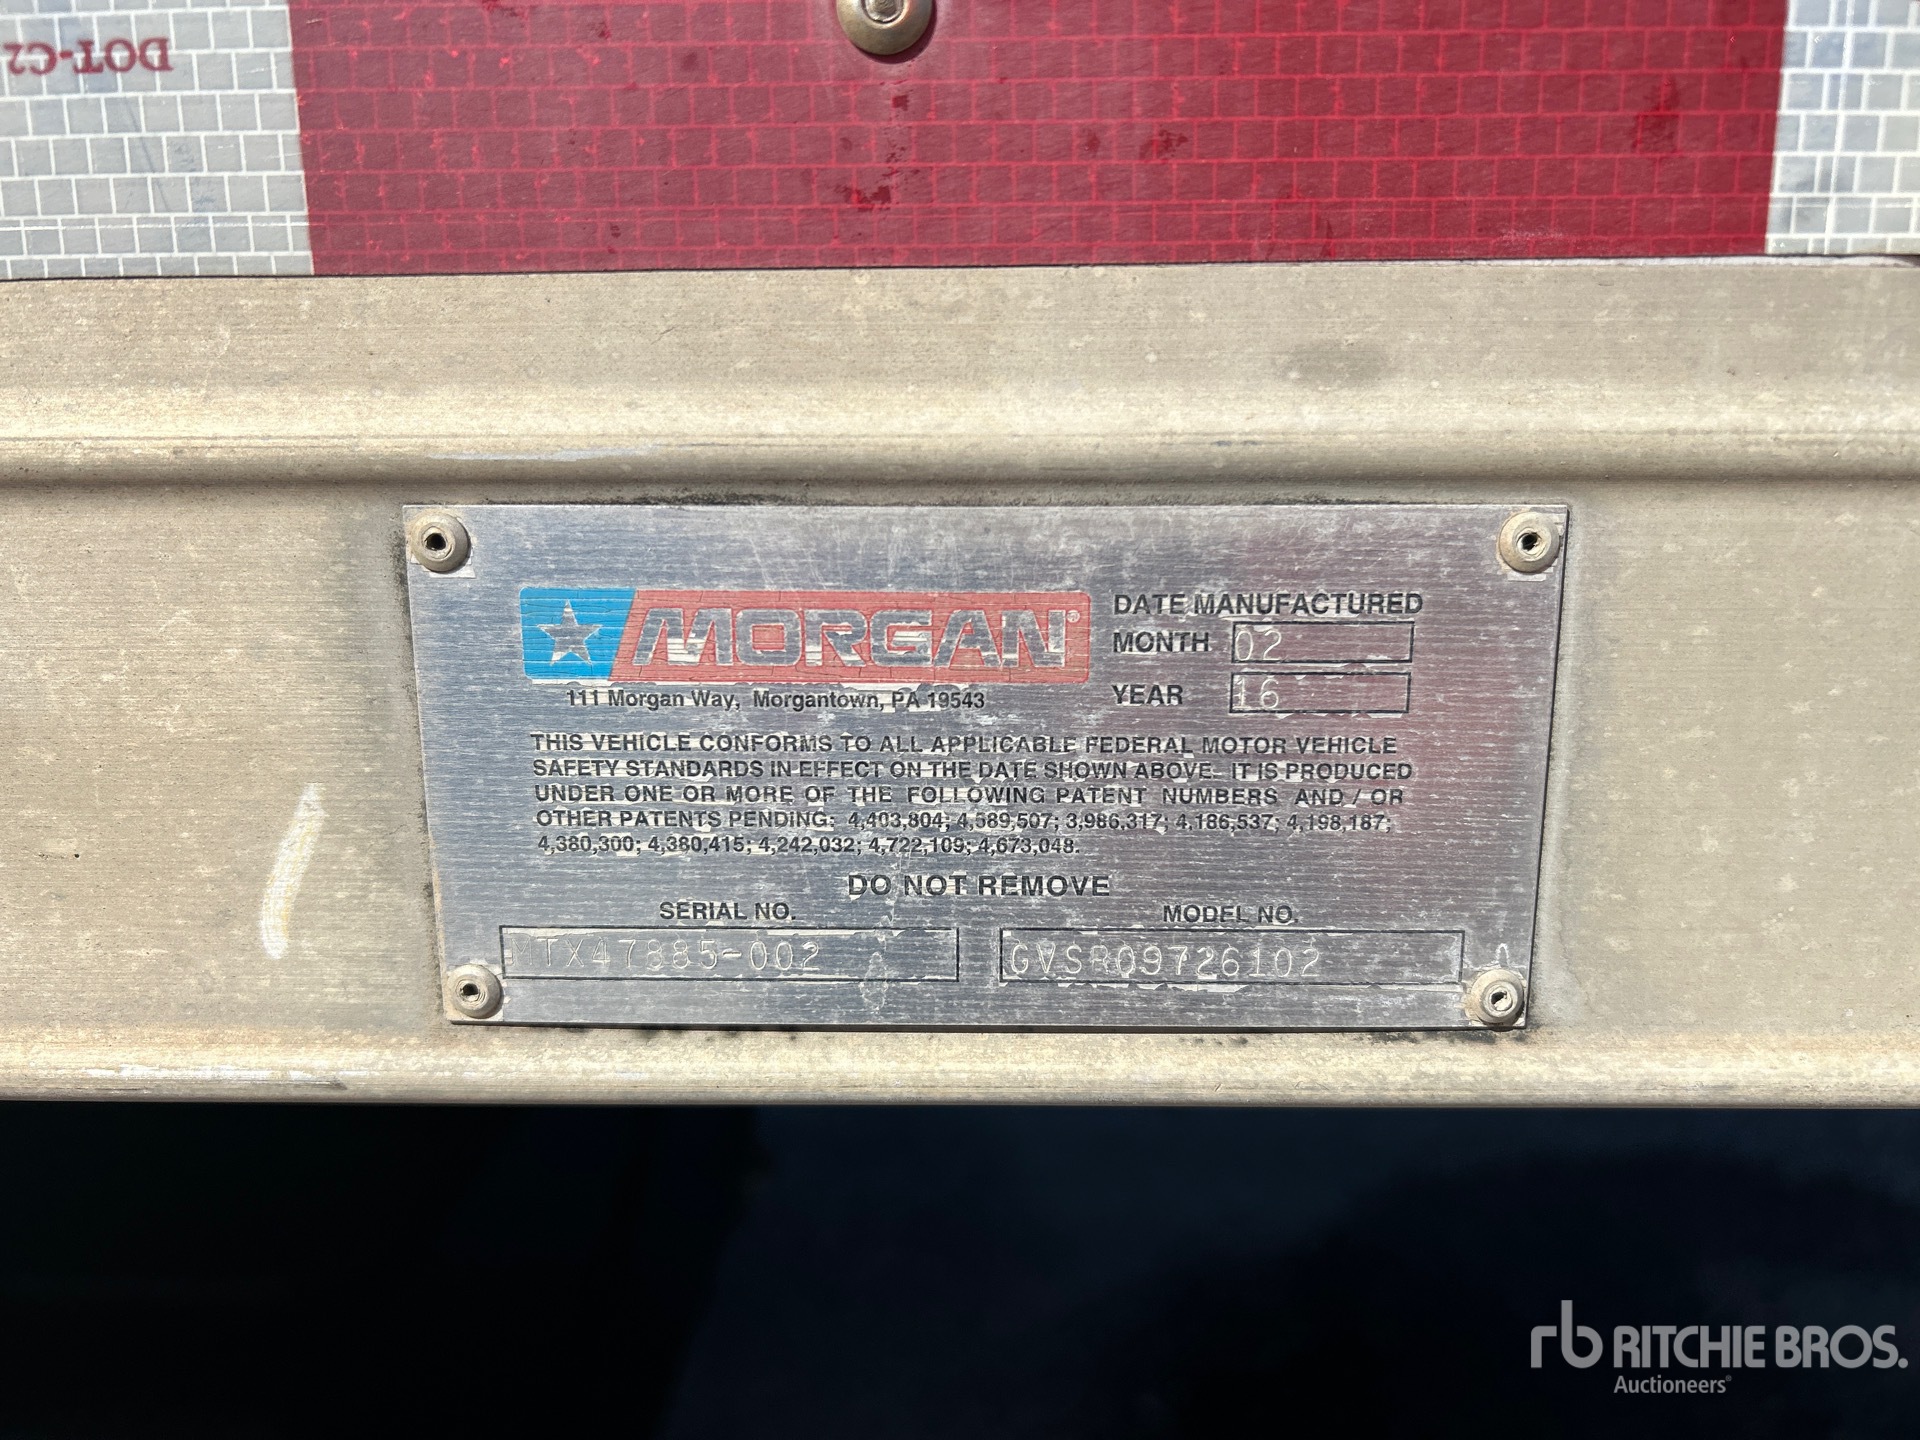 DOT-C2
MORGAN®
111 Morgan Way, Morgantown, PA 19543
DATE MANUFACTURED
MONTH 02
YEAR 16
THIS VEHICLE CONFORMS TO ALL APPLICABLE FEDERAL MOTOR VEHICLE
SAFETY STANDARDS IN EFFECT ON THE DATE SHOWN ABOVE. IT IS PRODUCED
UNDER ONE OR MORE OF THE FOLLOWING PATENT NUMBERS AND / OR
OTHER PATENTS PENDING: 4,403,804; 4,589,507; 3,986,317; 4,186,537; 4,198,187;
4,380,300; 4,380,415; 4,242,032; 4,722,109; 4,673,048.
DO NOT REMOVE
SERIAL NO.
MTX47885-002
MODEL NO.
GVSR09726102
rb RITCHIE BROS.
Auctioneers®